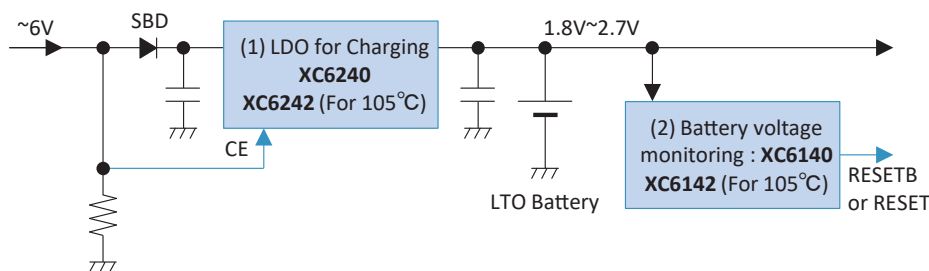 ~6V
SBD
(1) LDO for Charging
XC6240
XC6242 (For 105℃)
CE
1.8V~2.7V
LTO Battery
(2) Battery voltage
monitoring : XC6140
XC6142 (For 105℃)
RESETB
or RESET